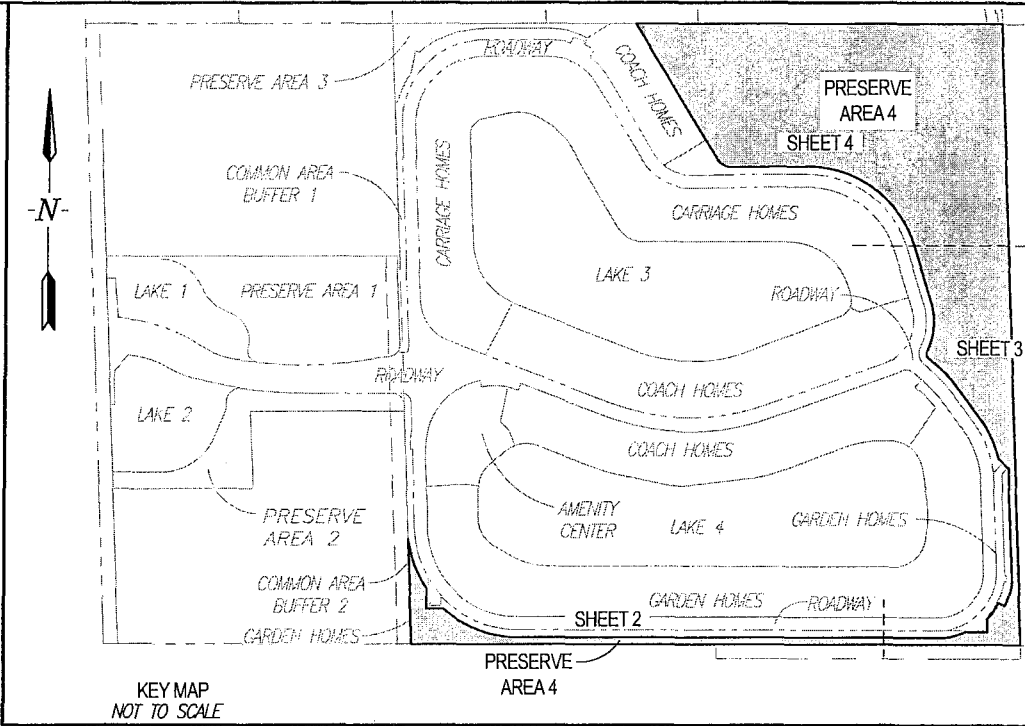 ROADWAY
COACH HOMES
PRESERVE AREA 3
PRESERVE
AREA 4
SHEET 4
COMMON AREA
BUFFER 1
CARRIAGE HOMES
-N-
CARRIAGE HOMES
LAKE 3
LAKE 1
PRESERVE AREA 1
ROADWAY
SHEET 3
ROADWAY
COACH HOMES
LAKE 2
COACH HOMES
PRESERVE
AREA 2
AMENITY
CENTER
LAKE 4
GARDEN HOMES
COMMON AREA
BUFFER 2
GARDEN HOMES
ROADWAY
SHEET 2
GARDEN HOMES
PRESERVE
AREA 4
KEY MAP
NOT TO SCALE